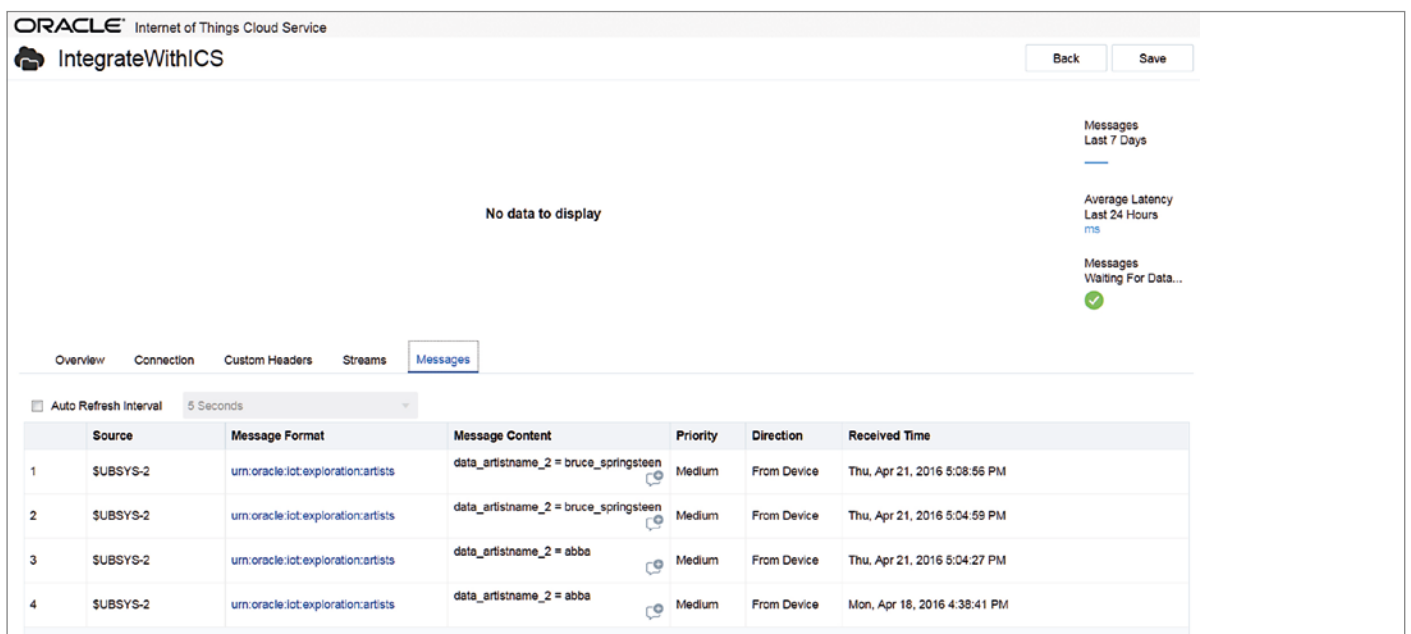 ORACLE® Internet of Things Cloud Service
IntegrateWithICS
Back Save
Messages
Last 7 Days
Average Latency
Last 24 Hours
ms
Messages
Waiting For Data...
No data to display
Overview Connection Custom Headers Streams Messages
Auto Refresh Interval 5 Seconds
Source Message Format Message Content Priority Direction Received Time
1 $UBSYS-2 urn:oracle:iot:exploration:artists data_artistname_2 = bruce_springsteen Medium From Device Thu, Apr 21, 2016 5:08:56 PM
2 $UBSYS-2 urn:oracle:iot:exploration:artists data_artistname_2 = bruce_springsteen Medium From Device Thu, Apr 21, 2016 5:04:59 PM
3 $UBSYS-2 urn:oracle:iot:exploration:artists data_artistname_2 = abba Medium From Device Thu, Apr 21, 2016 5:04:27 PM
4 $UBSYS-2 urn:oracle:iot:exploration:artists data_artistname_2 = abba Medium From Device Mon, Apr 18, 2016 4:38:41 PM